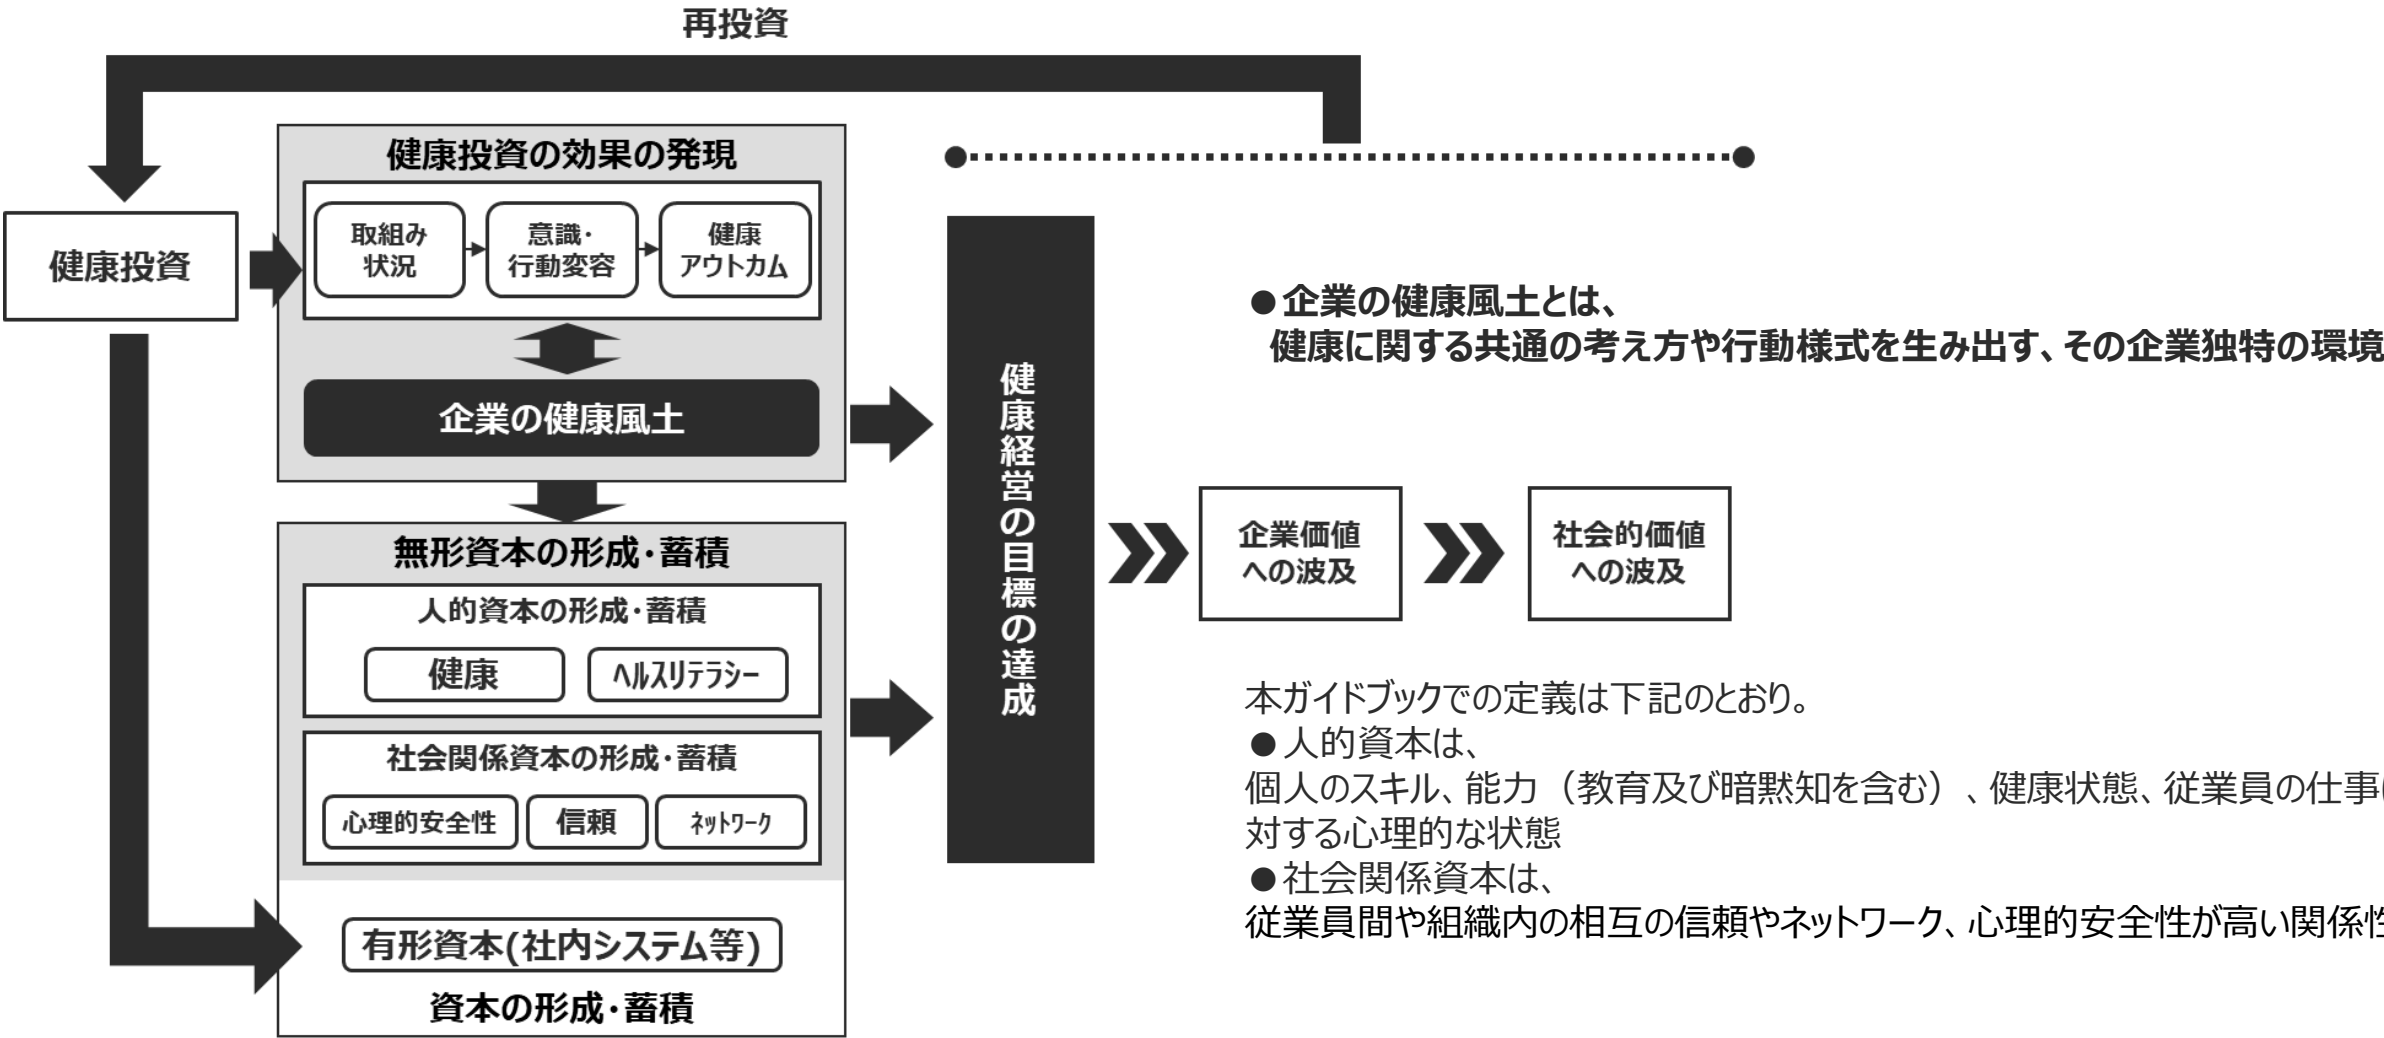 再投資
健康投資の効果の発現
取組み
状況
意識・
行動変容
健康
アウトカム
健康投資
企業の健康風土
無形資本の形成・蓄積
人的資本の形成・蓄積
健康
ヘルスリテラシー
社会関係資本の形成・蓄積
心理的安全性
信頼
ネットワーク
有形資本(社内システム等)
資本の形成・蓄積
健康経営の目標の達成
企業価値
への波及
社会的価値
への波及
●企業の健康風土とは、
健康に関する共通の考え方や行動様式を生み出す、その企業独特の環境
本ガイドブックでの定義は下記のとおり。
●人的資本は、
個人のスキル、能力（教育及び暗黙知を含む）、健康状態、従業員の仕事に
対する心理的な状態
●社会関係資本は、
従業員間や組織内の相互の信頼やネットワーク、心理的安全性が高い関係性